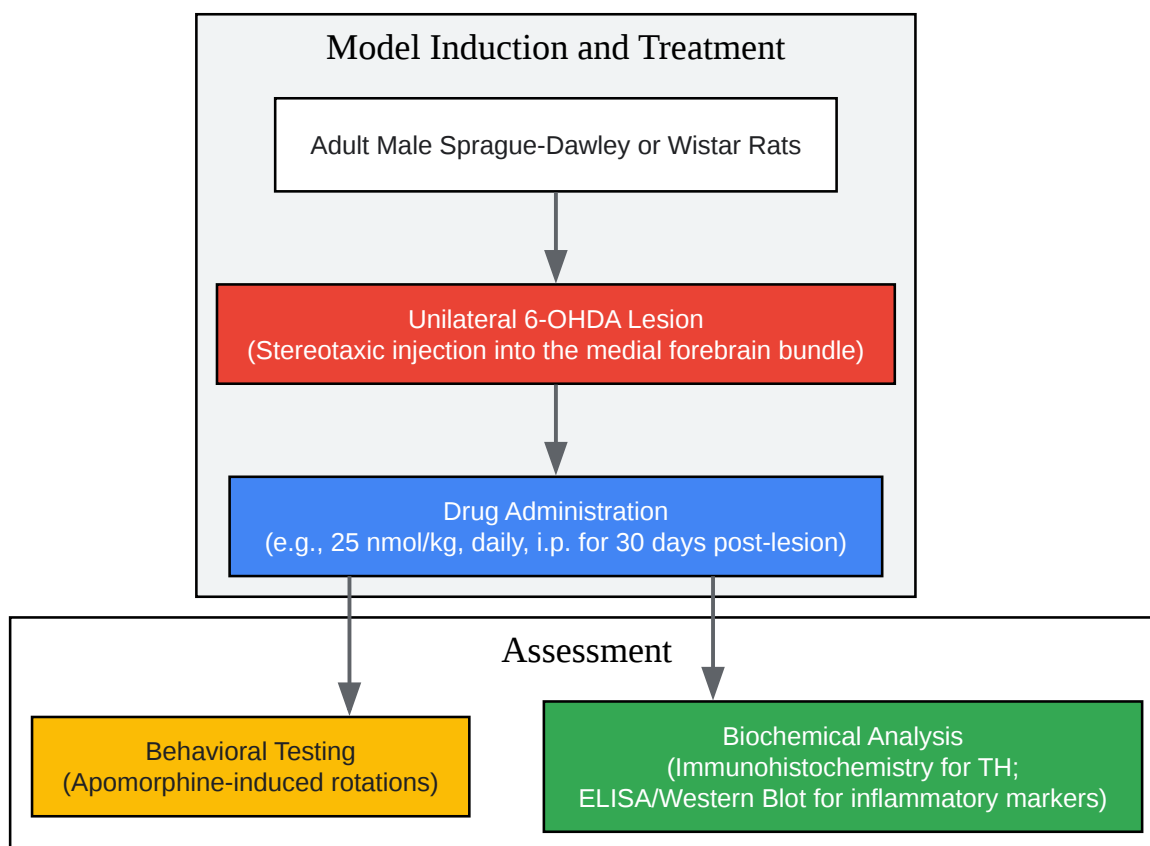 Model Induction and Treatment
Adult Male Sprague-Dawley or Wistar Rats
Unilateral 6-OHDA Lesion
(Stereotaxic injection into the medial forebrain bundle)
Drug Administration
(e.g., 25 nmol/kg, daily, i.p. for 30 days post-lesion)
Assessment
Behavioral Testing
(Apomorphine-induced rotations)
Biochemical Analysis
(Immunohistochemistry for TH;
ELISA/Western Blot for inflammatory markers)